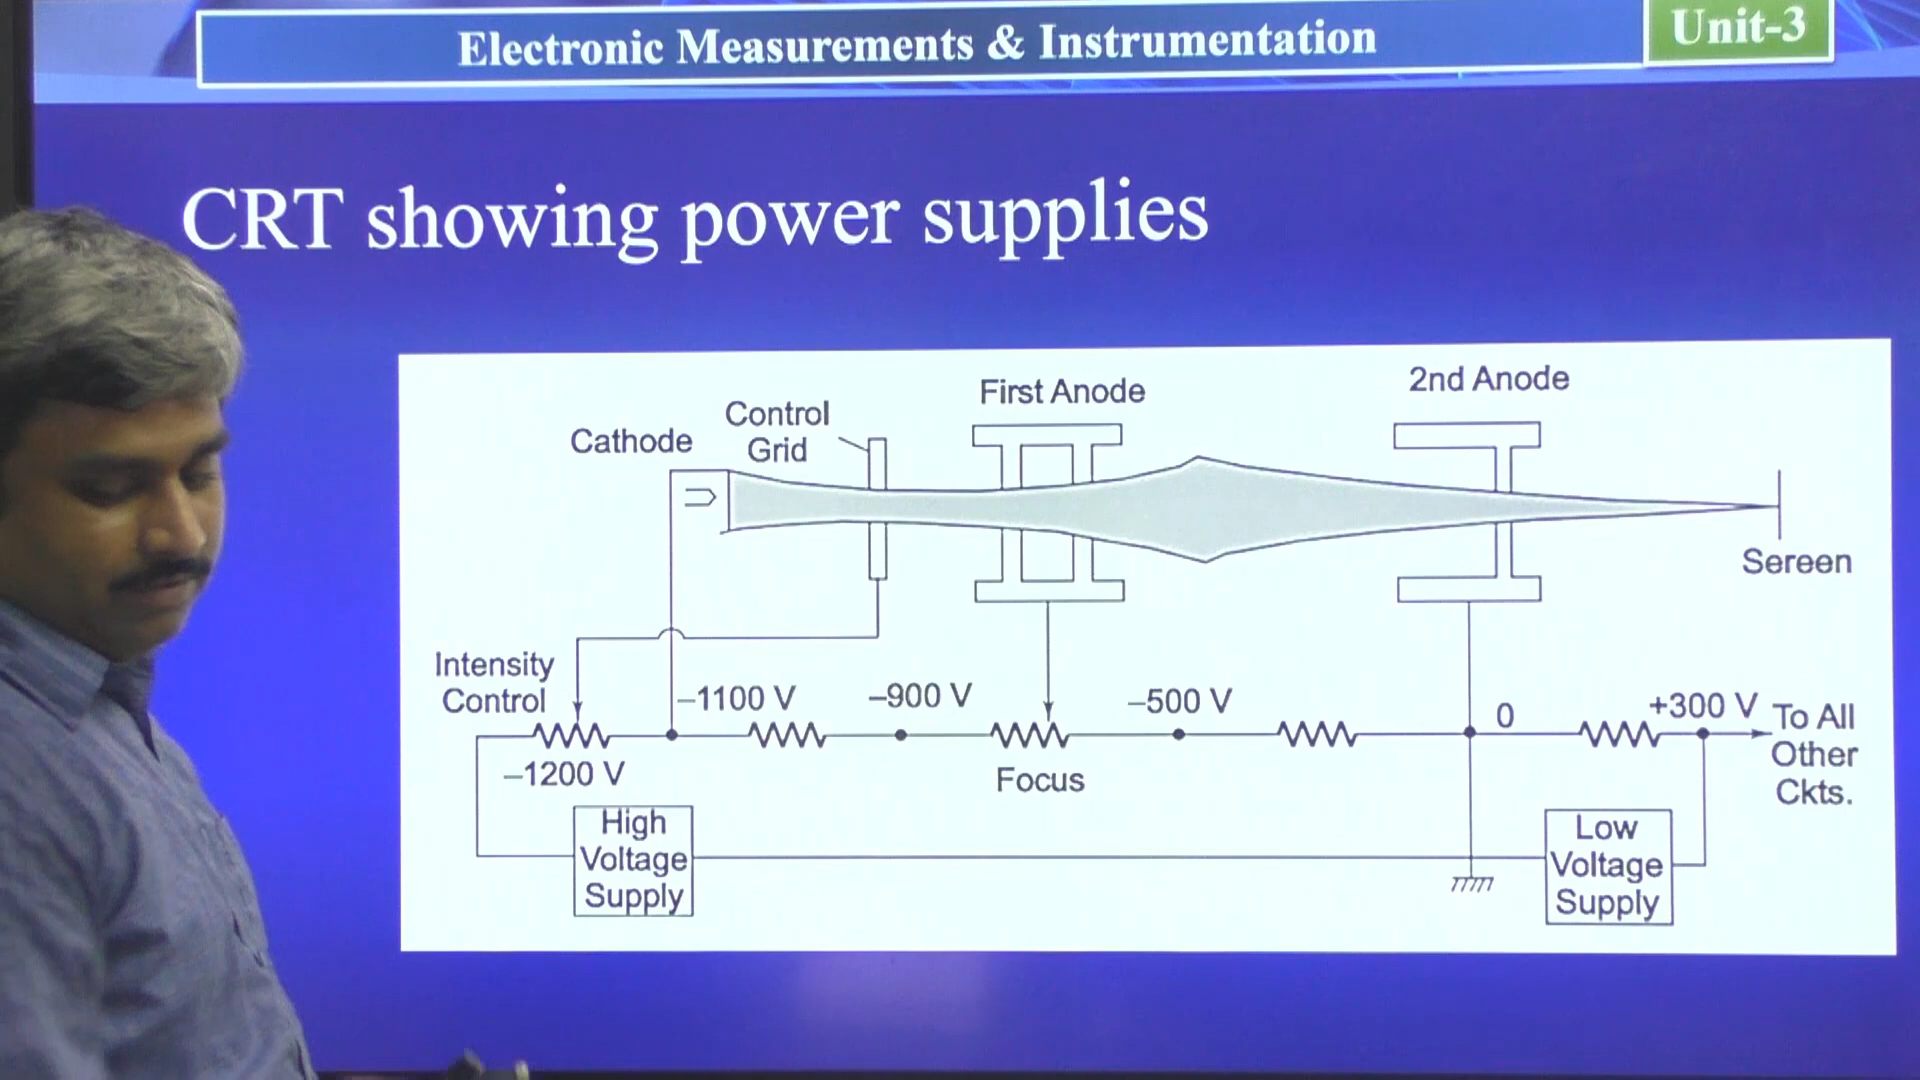 Electronic Measurements & Instrumentation
Unit-3
CRT showing power supplies
First Anode
2nd Anode
Cathode
Control
Grid
Sereen
Intensity
Control
–1100 V
–900 V
–500 V
0
+300 V
To All
Other
Ckts.
–1200 V
Focus
High
Voltage
Supply
Low
Voltage
Supply